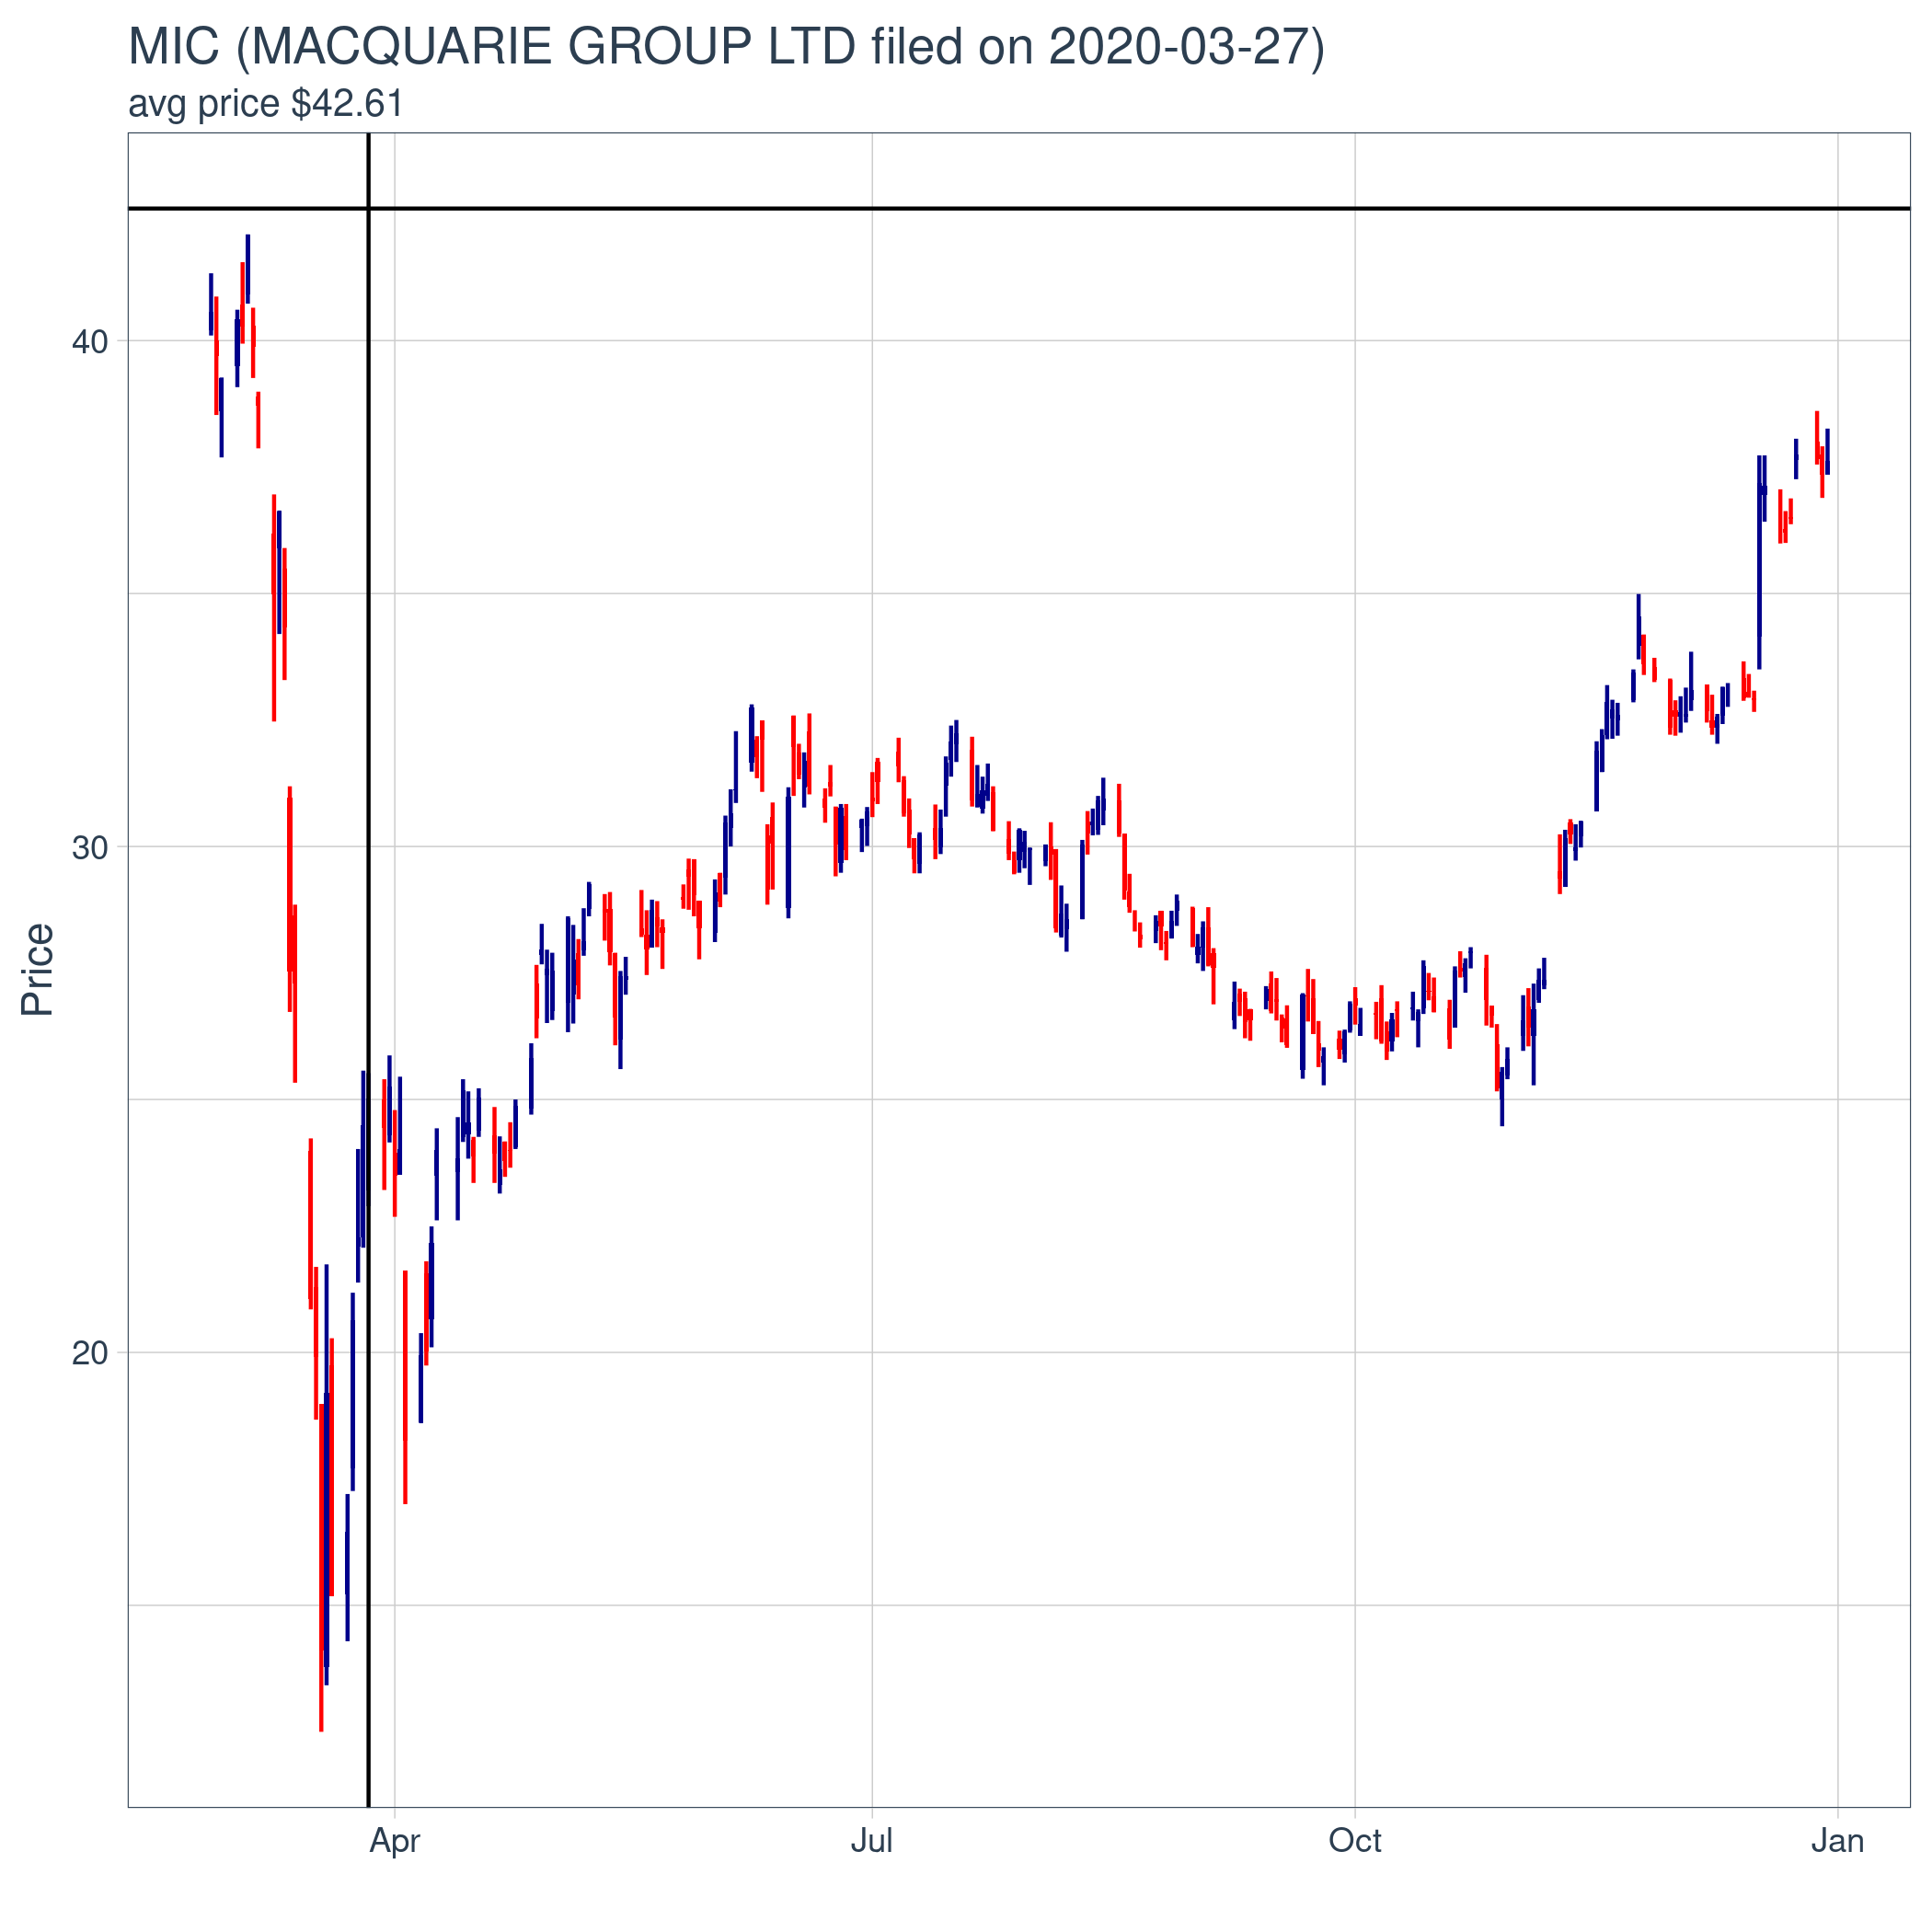 MIC (MACQUARIE GROUP LTD filed on 2020-03-27)
avg price $42.61
40
30
20
Price
Apr
Jul
Oct
Jan